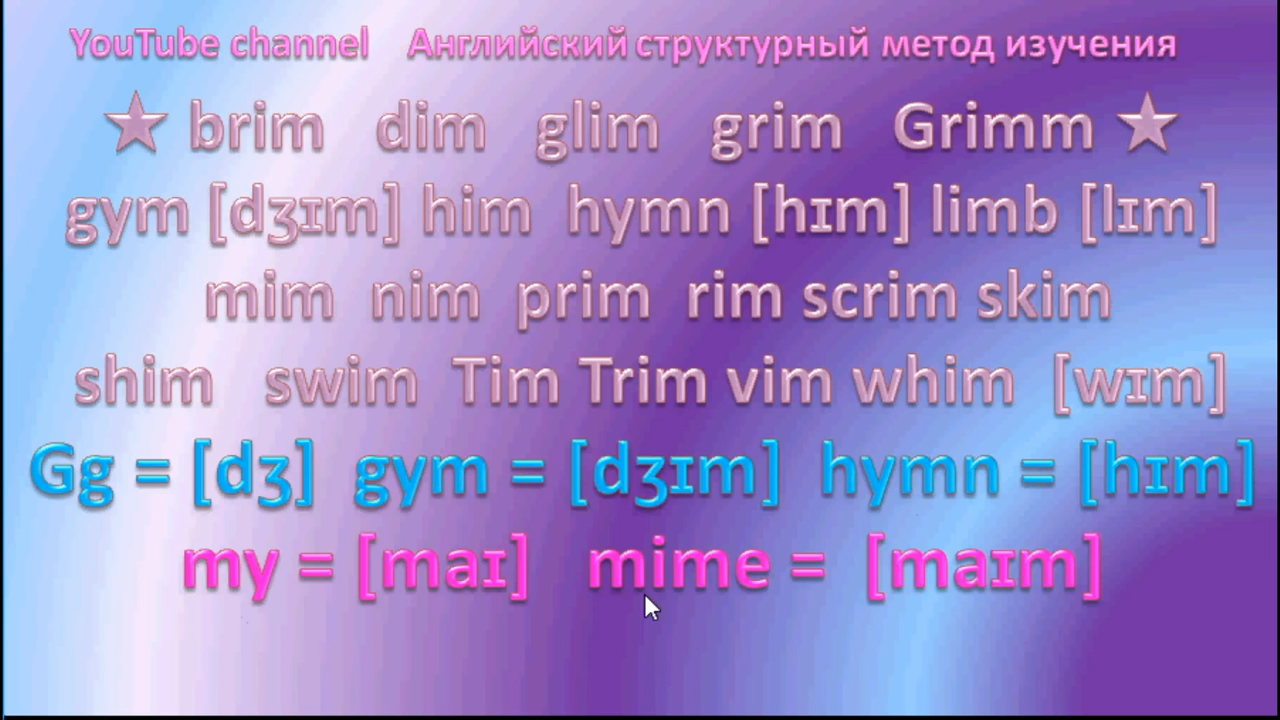 YouTube channel Английский структурный метод изучения
★ brim dim glim grim Grimm ★
gym [dʒɪm] him hymn [hɪm] limb [lɪm]
mim nim prim rim scrim skim
shim swim Tim Trim vim whim [wɪm]
Gg = [dʒ] gym = [dʒɪm] hymn = [hɪm]
my = [maɪ] mime = [maɪm]